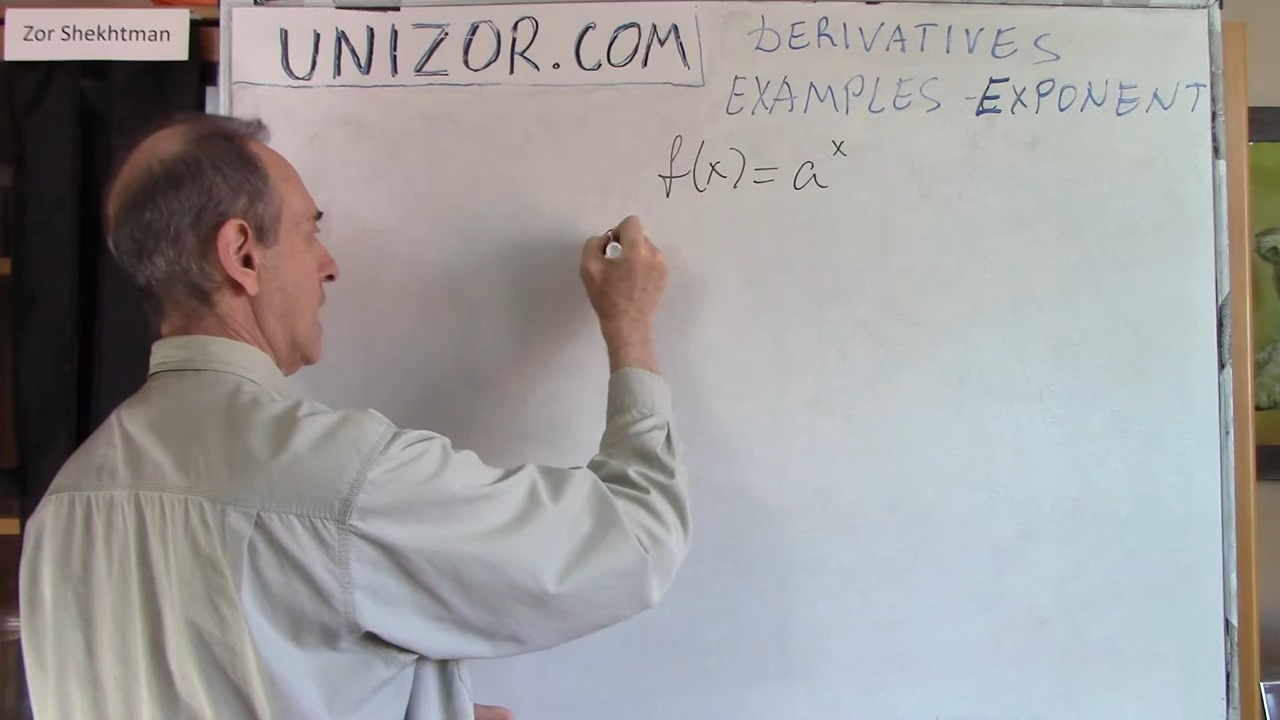 Zor Shekhtman
UNIZOR.COM
DERIVATIVES
EXAMPLES - EXPONENT
f(x) = a^x